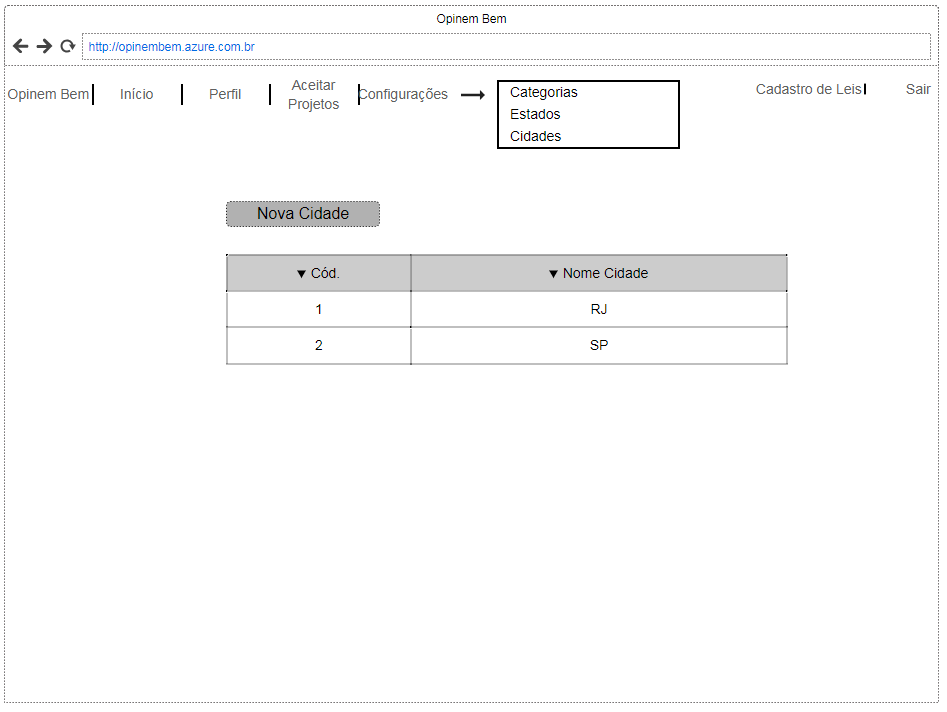 Opinem Bem
http://opinembem.azure.com.br
Opinem Bem
Início
Perfil
Aceitar
Projetos
Configurações
Categorias
Estados
Cidades
Cadastro de Leis
Sair
Nova Cidade
▼ Cód. ▼ Nome Cidade
1 RJ
2 SP